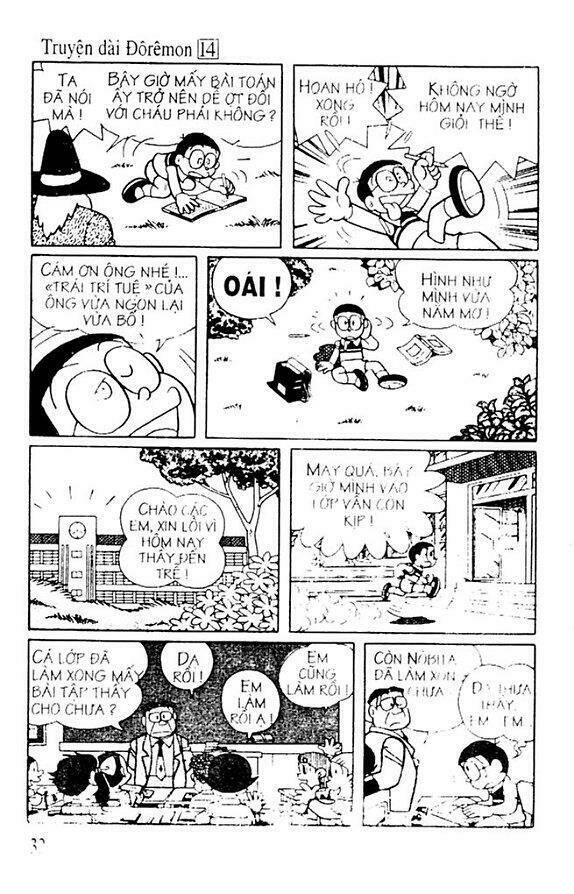 Truyện dài Đôrêmon 14
TA
ĐÃ NÓI
MÀ !
BÂY GIỜ MẤY BÀI TOÁN
ẤY TRỞ NÊN DỄ ỢT ĐỐI
VỚI CHÁU PHẢI KHÔNG ?
HOAN HÔ !
XONG
RỒI !
KHÔNG NGỜ
HÔM NAY MÌNH
GIỎI THẾ !
CÁM ƠN ÔNG NHÉ !...
«TRÁI TRÍ TUỆ» CỦA
ÔNG VỪA NGON LẠI
VỪA BỔ !
OÁI !
HÌNH NHƯ
MÌNH VỪA
NẰM MƠ !
CHÀO CÁC
EM, XIN LỖI VÌ
HÔM NAY
THẦY ĐẾN
TRỄ !
MAY QUÁ, BÂY
GIỜ MÌNH VÀO
LỚP VẪN CÒN
KỊP !
CẢ LỚP ĐÃ
LÀM XONG MẤY
BÀI TẬP THẦY
CHO CHƯA ?
DẠ
RỒI !
EM
LÀM
RỒI Ạ !
EM
CŨNG
LÀM RỒI !
CÒN NÔBITA
ĐÃ LÀM XON
CHƯA
DẠ THƯA
THẦY,
EM... EM...